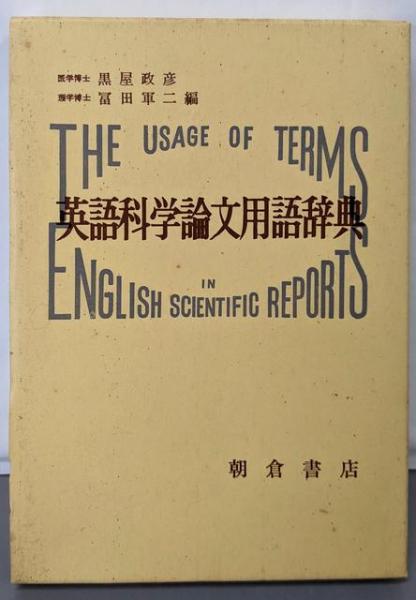 医学博士 黒屋政彦
理学博士 冨田軍二編
THE USAGE OF TERMS
英語科学論文用語辞典
IN
ENGLISH SCIENTIFIC REPORTS
朝倉書店